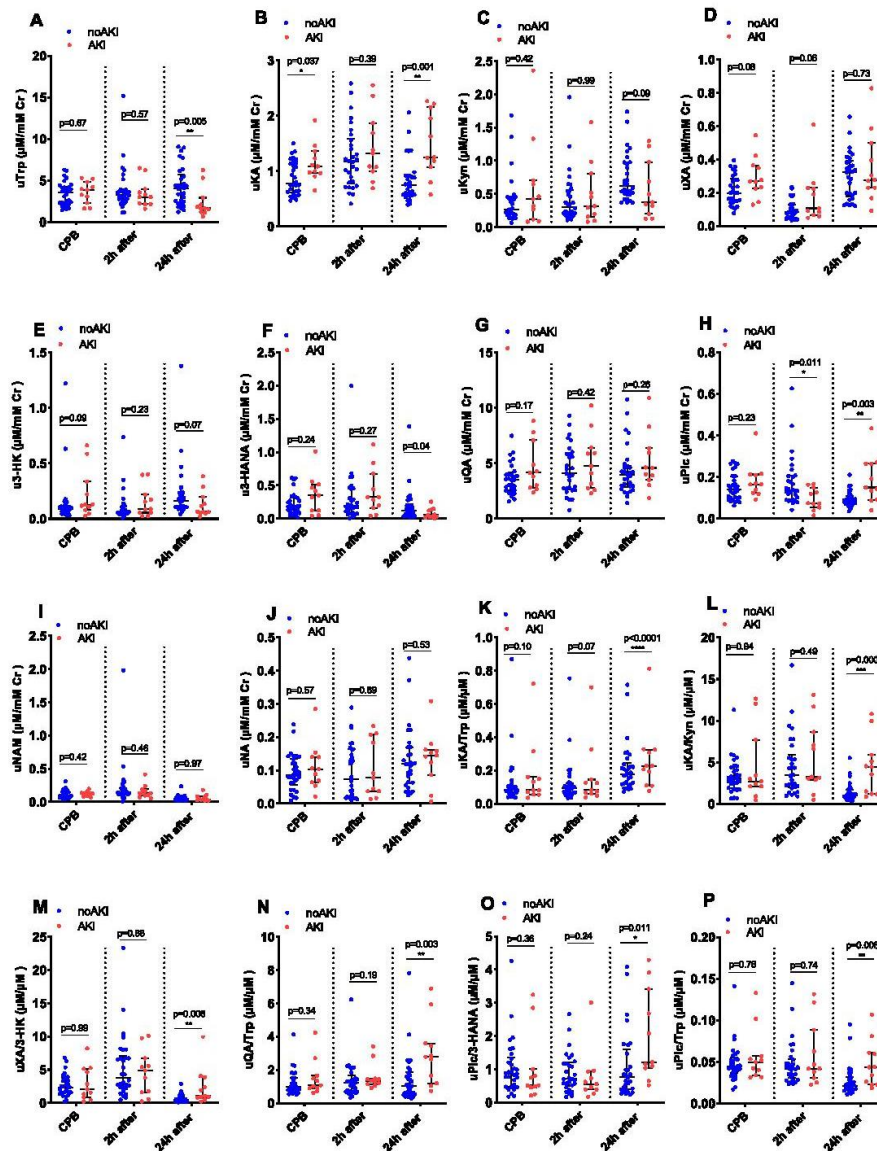 A
noAKI
AKI
uTrp (µM/mM Cr)
20
15
10
5
0
p=0.67
p=0.57
p=0.005
**
CPB
2h after
24h after
B
noAKI
AKI
uKA (µM/mM Cr)
3
2
1
0
p=0.037
*
p=0.39
p=0.001
**
CPB
2h after
24h after
C
noAKI
AKI
uKyn (µM/mM Cr)
2.5
2.0
1.5
1.0
0.5
0.0
p=0.42
p=0.99
p=0.09
CPB
2h after
24h after
D
noAKI
AKI
uXA (µM/mM Cr)
1.0
0.8
0.6
0.4
0.2
0.0
p=0.08
p=0.06
p=0.73
CPB
2h after
24h after
E
noAKI
AKI
u3-HK (µM/mM Cr)
1.5
1.0
0.5
0.0
p=0.09
p=0.23
p=0.07
CPB
2h after
24h after
F
noAKI
AKI
u3-HANA (µM/mM Cr)
2.5
2.0
1.5
1.0
0.5
0.0
p=0.24
p=0.27
p=0.04
CPB
2h after
24h after
G
noAKI
AKI
uQA (µM/mM Cr)
15
10
5
0
p=0.17
p=0.42
p=0.26
CPB
2h after
24h after
H
noAKI
AKI
uPic (µM/mM Cr)
0.8
0.6
0.4
0.2
0.0
p=0.23
p=0.011
*
p=0.003
**
CPB
2h after
24h after
I
noAKI
AKI
uNAM (µM/mM Cr)
2.5
2.0
1.5
1.0
0.5
0.0
p=0.42
p=0.46
p=0.97
CPB
2h after
24h after
J
noAKI
AKI
uNA (µM/mM Cr)
0.5
0.4
0.3
0.2
0.1
0.0
p=0.57
p=0.53
CPB
2h after
24h after
K
noAKI
AKI
uKA/Trp (µM/µM)
1.0
0.8
0.6
0.4
0.2
0.0
p=0.10
p=0.07
p<0.0001
****
CPB
2h after
24h after
L
noAKI
AKI
uKA/Kyn (µM/µM)
20
15
10
5
0
p=0.94
p=0.49
p=0.000
***
CPB
2h after
24h after
M
noAKI
AKI
uXA/3-HK (µM/µM)
25
20
15
10
5
0
p=0.99
p=0.006
**
CPB
2h after
24h after
N
noAKI
AKI
uQA/Trp (µM/µM)
10
8
6
4
2
0
p=0.34
p=0.19
p=0.003
**
CPB
2h after
24h after
O
noAKI
AKI
uPic/3-HANA (µM/µM)
5
4
3
2
1
0
p=0.36
p=0.24
p=0.011
*
CPB
2h after
24h after
P
noAKI
AKI
uPic/Trp (µM/µM)
0.20
0.15
0.10
0.05
0.00
p=0.76
p=0.74
**
CPB
2h after
24h after